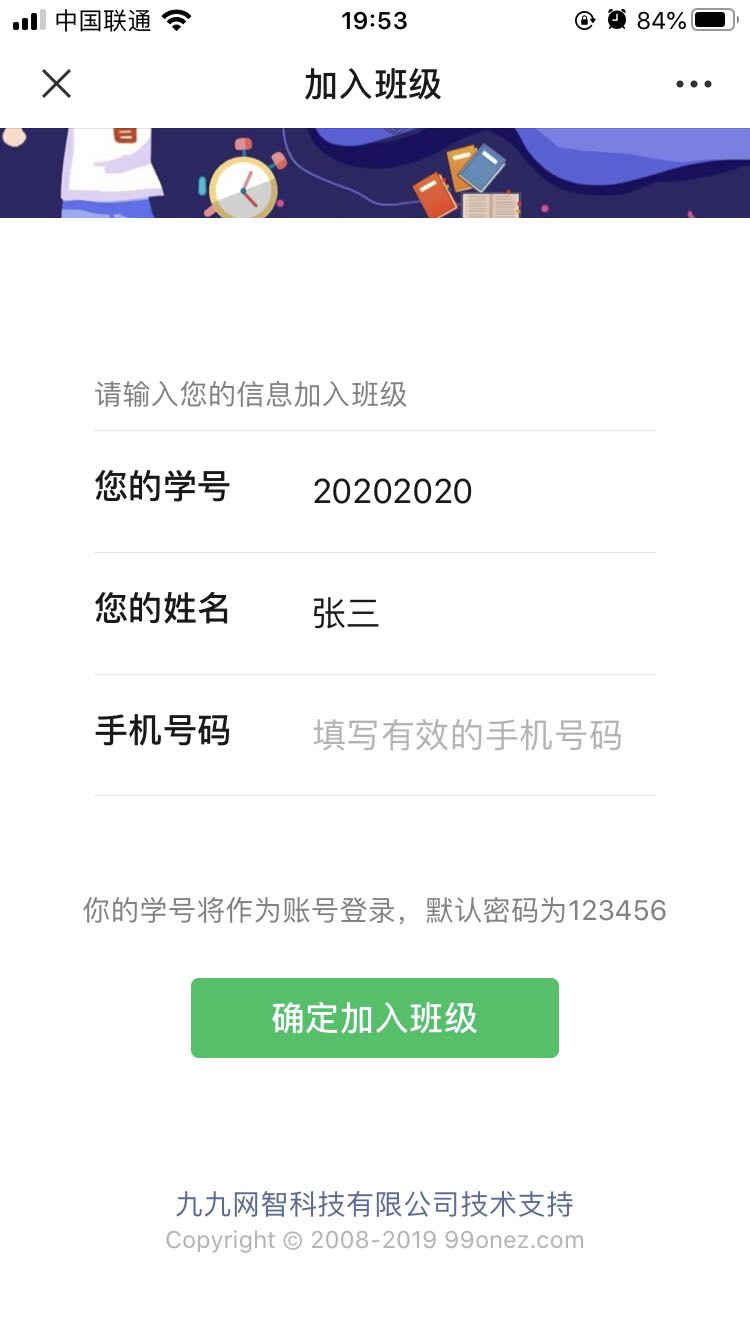 中国联通
19:53
84%
加入班级
请输入您的信息加入班级
您的学号 20202020
您的姓名 张三
手机号码 填写有效的手机号码
你的学号将作为账号登录，默认密码为123456
确定加入班级
九九网智科技有限公司技术支持
Copyright © 2008-2019 99onez.com